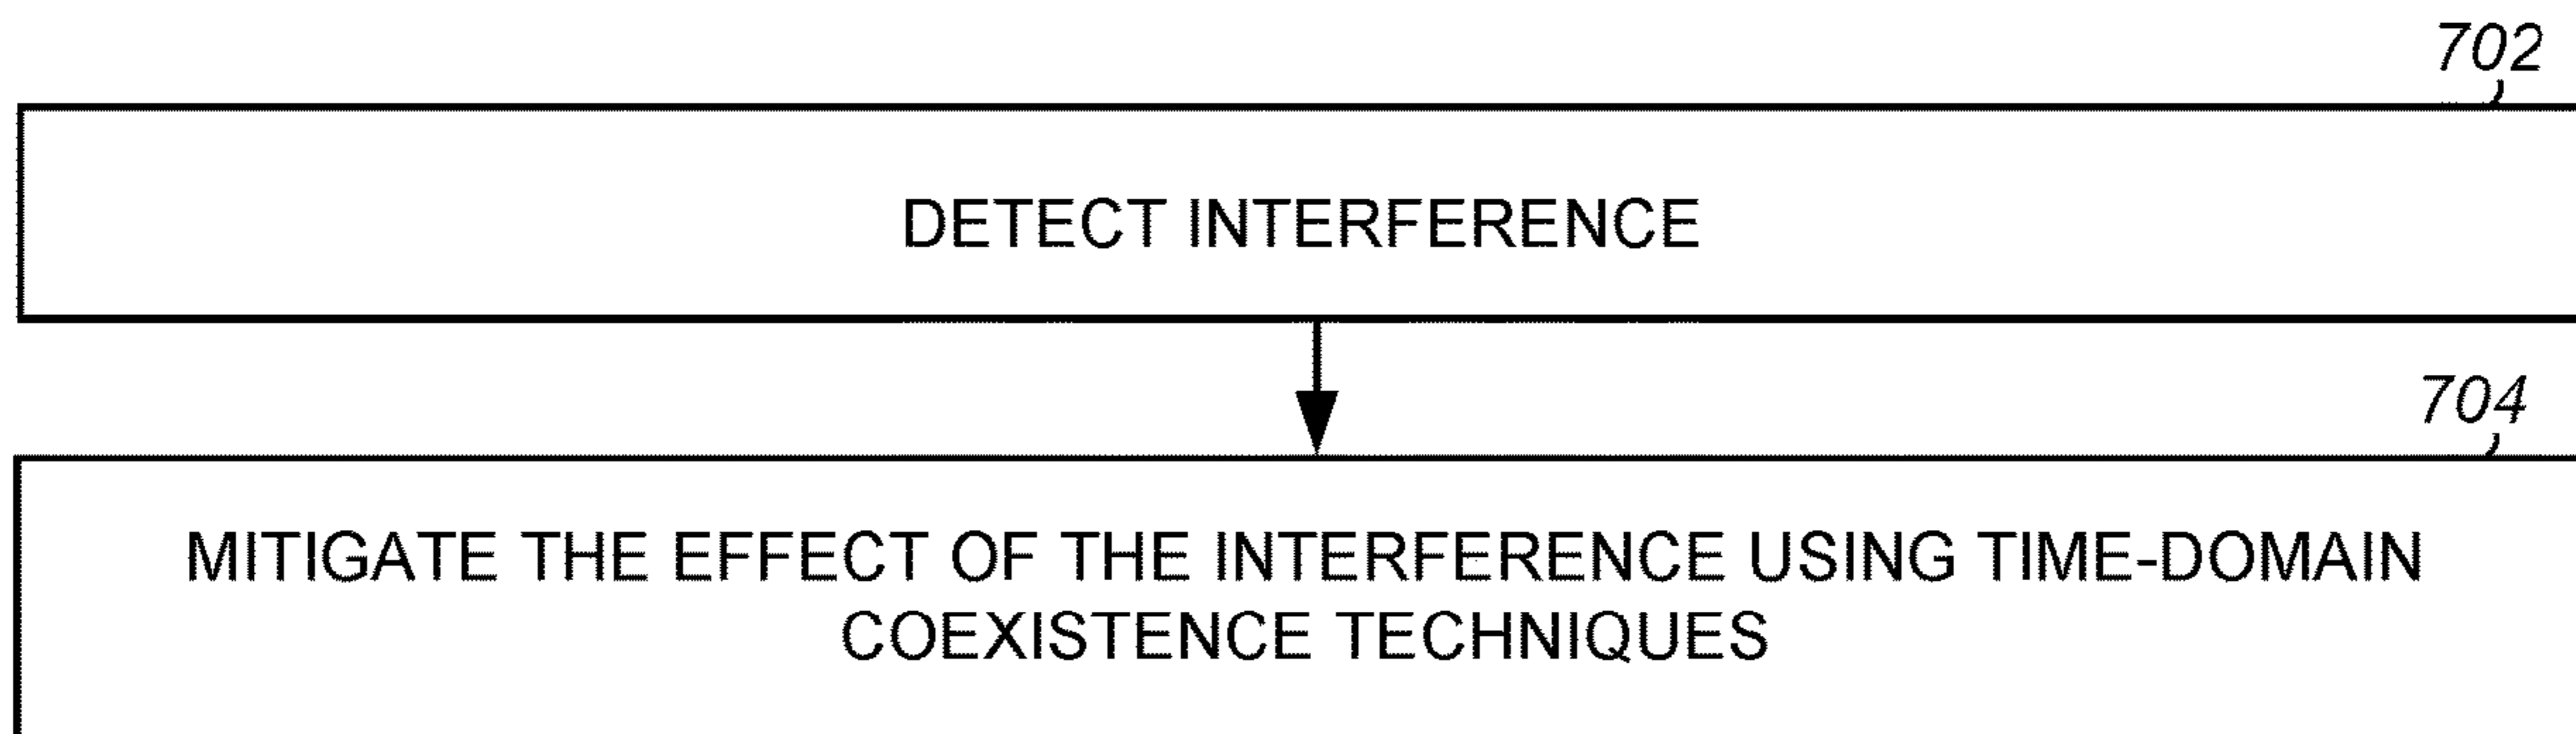 702
DETECT INTERFERENCE
704
MITIGATE THE EFFECT OF THE INTERFERENCE USING TIME-DOMAIN
COEXISTENCE TECHNIQUES